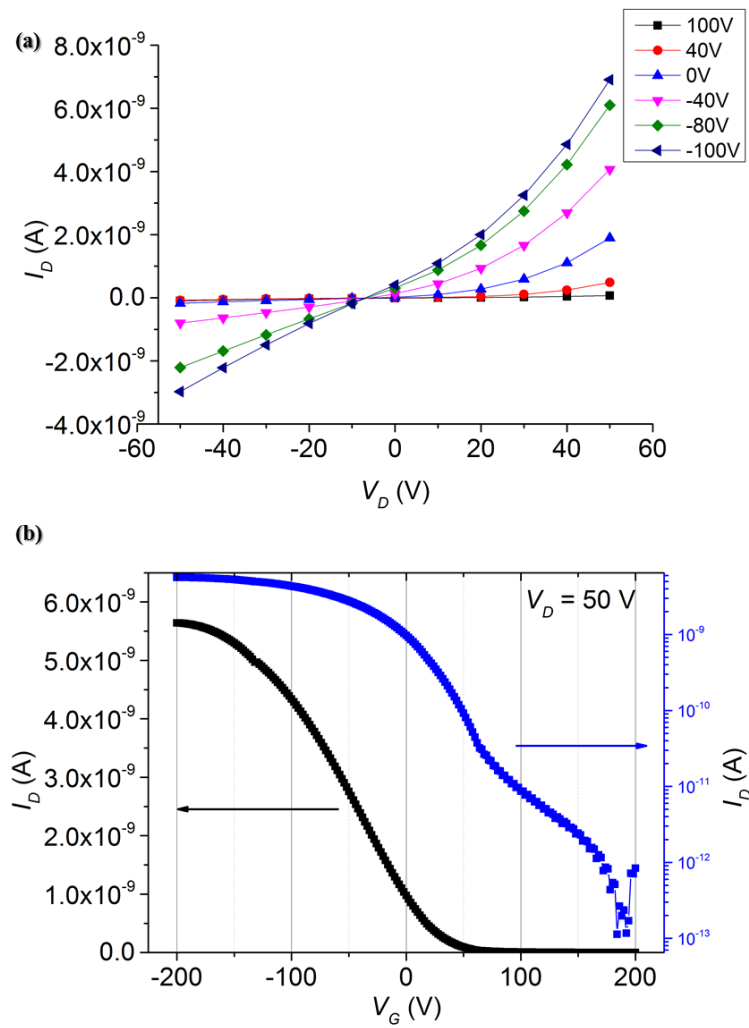 (a)
8.0x10⁻⁹
6.0x10⁻⁹
4.0x10⁻⁹
2.0x10⁻⁹
0.0
-2.0x10⁻⁹
-4.0x10⁻⁹
I_D (A)
-60 -40 -20 0 20 40 60
V_D (V)
100V
40V
0V
-40V
-80V
-100V
(b)
6.0x10⁻⁹
5.0x10⁻⁹
4.0x10⁻⁹
3.0x10⁻⁹
2.0x10⁻⁹
1.0x10⁻⁹
0.0
I_D (A)
V_D = 50 V
10⁻⁹
10⁻¹⁰
10⁻¹¹
10⁻¹²
10⁻¹³
I_D (A)
-200 -100 0 100 200
V_G (V)